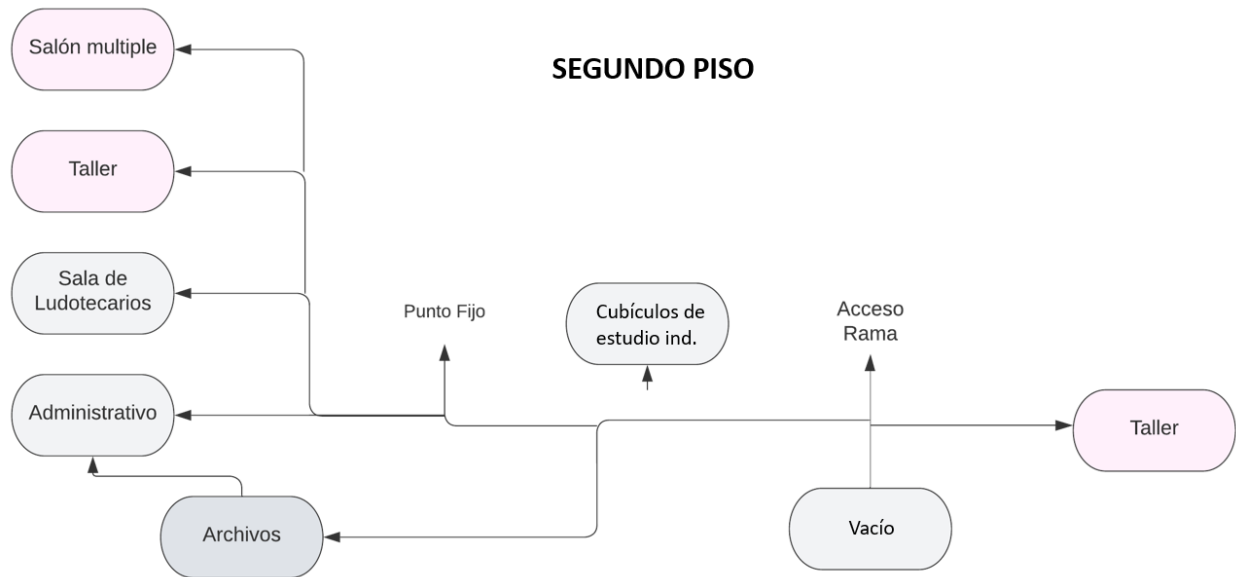 SEGUNDO PISO
Salón multiple
Taller
Sala de
Ludotecarios
Punto Fijo
Cubículos de
estudio ind.
Acceso
Rama
Administrativo
Taller
Archivos
Vacío